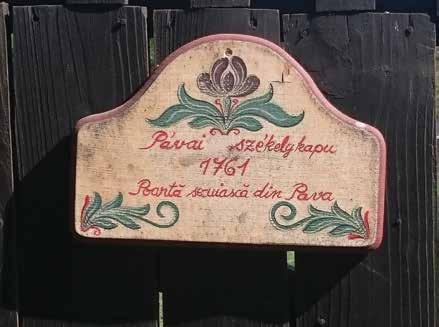 Pávai székelykapu
1761
Poartă secuiască din Pava